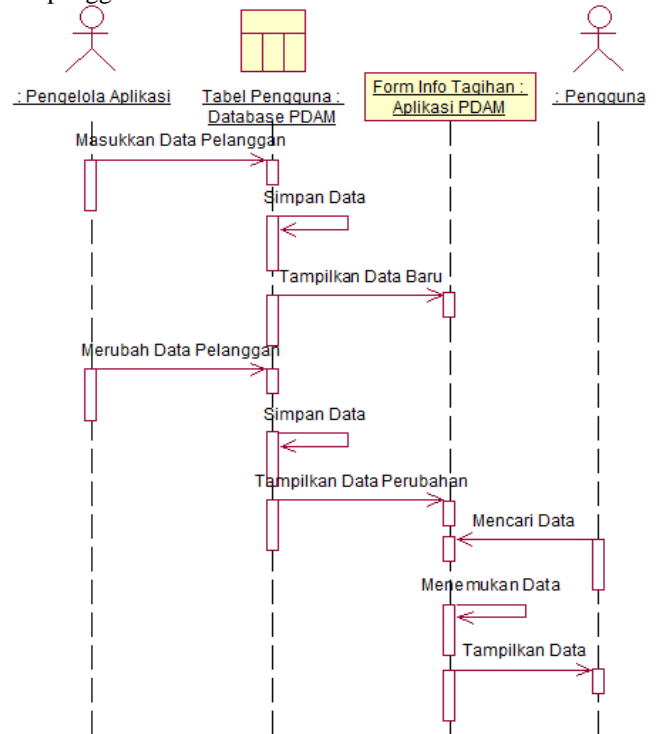 : Pengelola Aplikasi
Tabel Pengguna :
Database PDAM
Form Info Tagihan :
Aplikasi PDAM
: Pengguna
Masukkan Data Pelanggan
Simpan Data
Tampilkan Data Baru
Merubah Data Pelanggan
Simpan Data
Tampilkan Data Perubahan
Mencari Data
Menemukan Data
Tampilkan Data